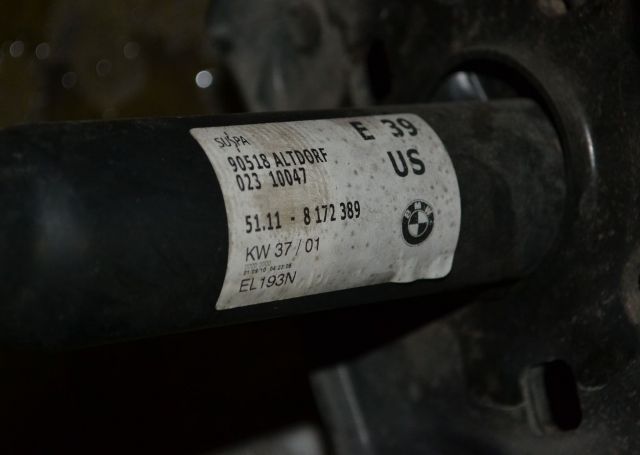 SUSPA
E 39
90518 ALTDORF
US
023 10047
51.11 - 8 172 389
BMW
KW 37 / 01
EL193N